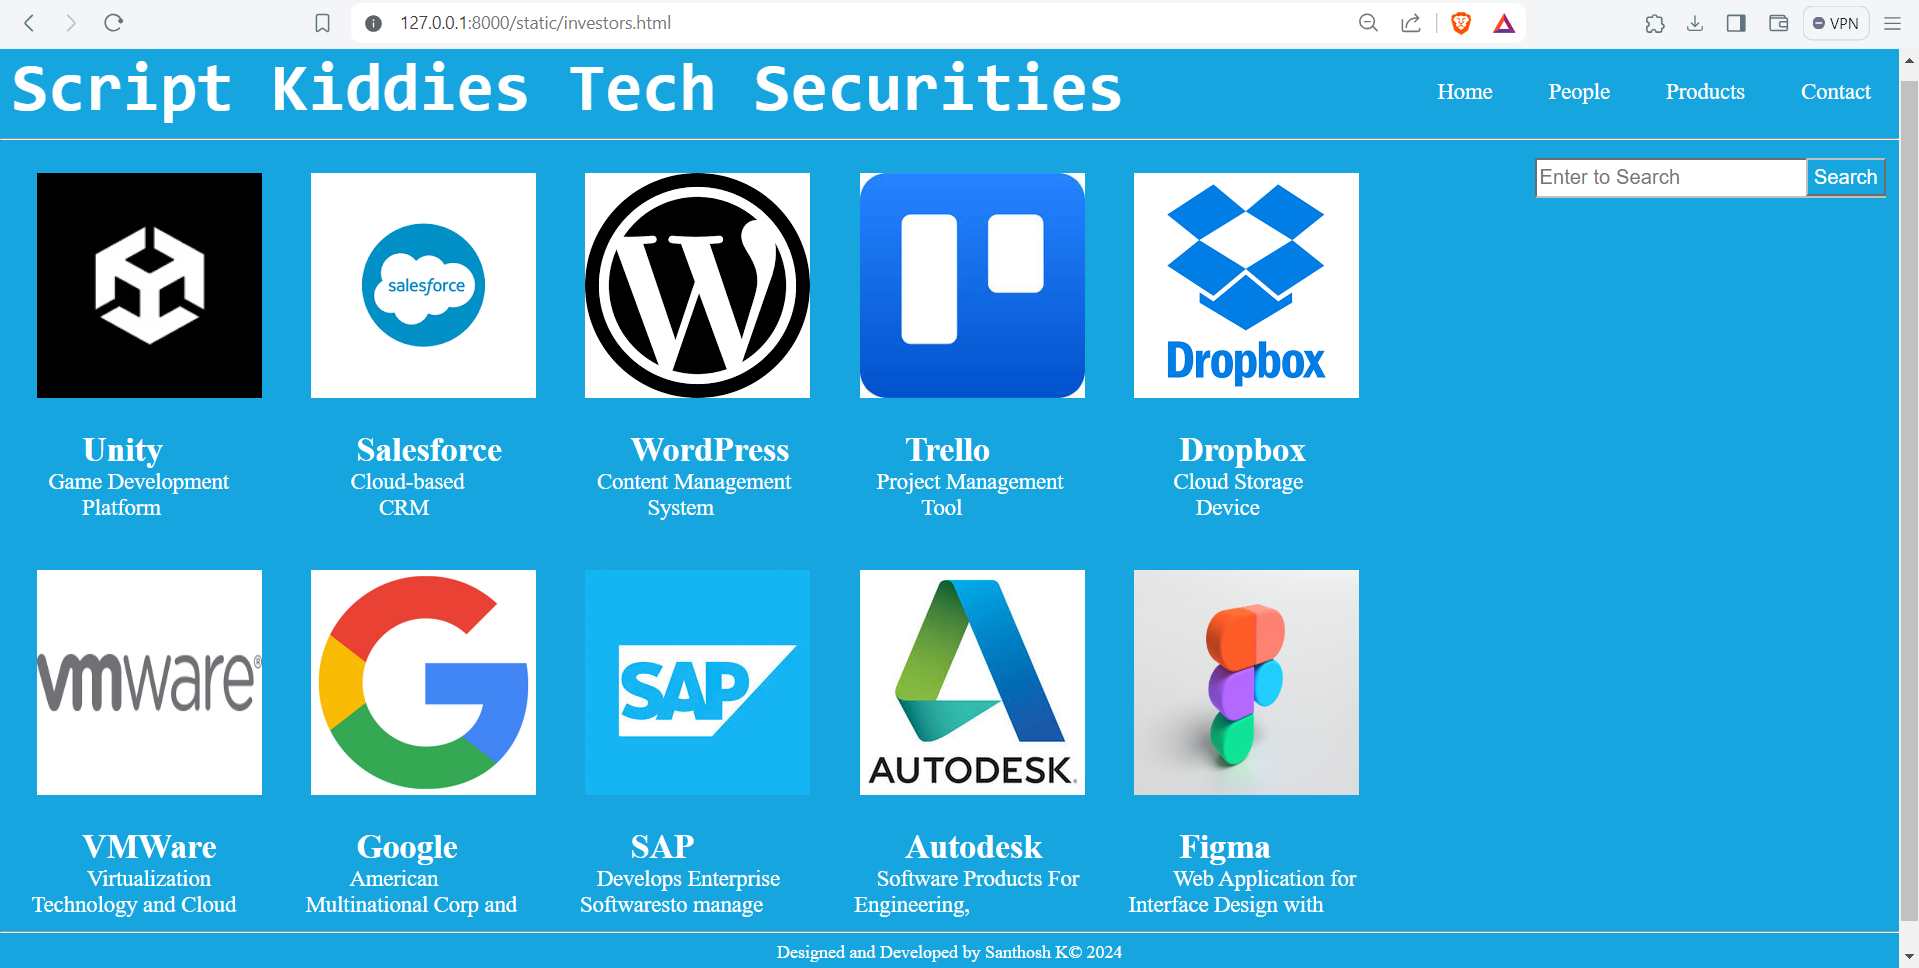 127.0.0.1:8000/static/investors.html
VPN
Script Kiddies Tech Securities
Home People Products Contact
Enter to Search Search
salesforce
Dropbox
Unity
Game Development
Platform
Salesforce
Cloud-based
CRM
WordPress
Content Management
System
Trello
Project Management
Tool
Dropbox
Cloud Storage
Device
vmware®
SAP
AUTODESK.
VMWare
Virtualization
Technology and Cloud
Google
American
Multinational Corp and
SAP
Develops Enterprise
Softwaresto manage
Autodesk
Software Products For
Engineering,
Figma
Web Application for
Interface Design with
Designed and Developed by Santhosh K© 2024